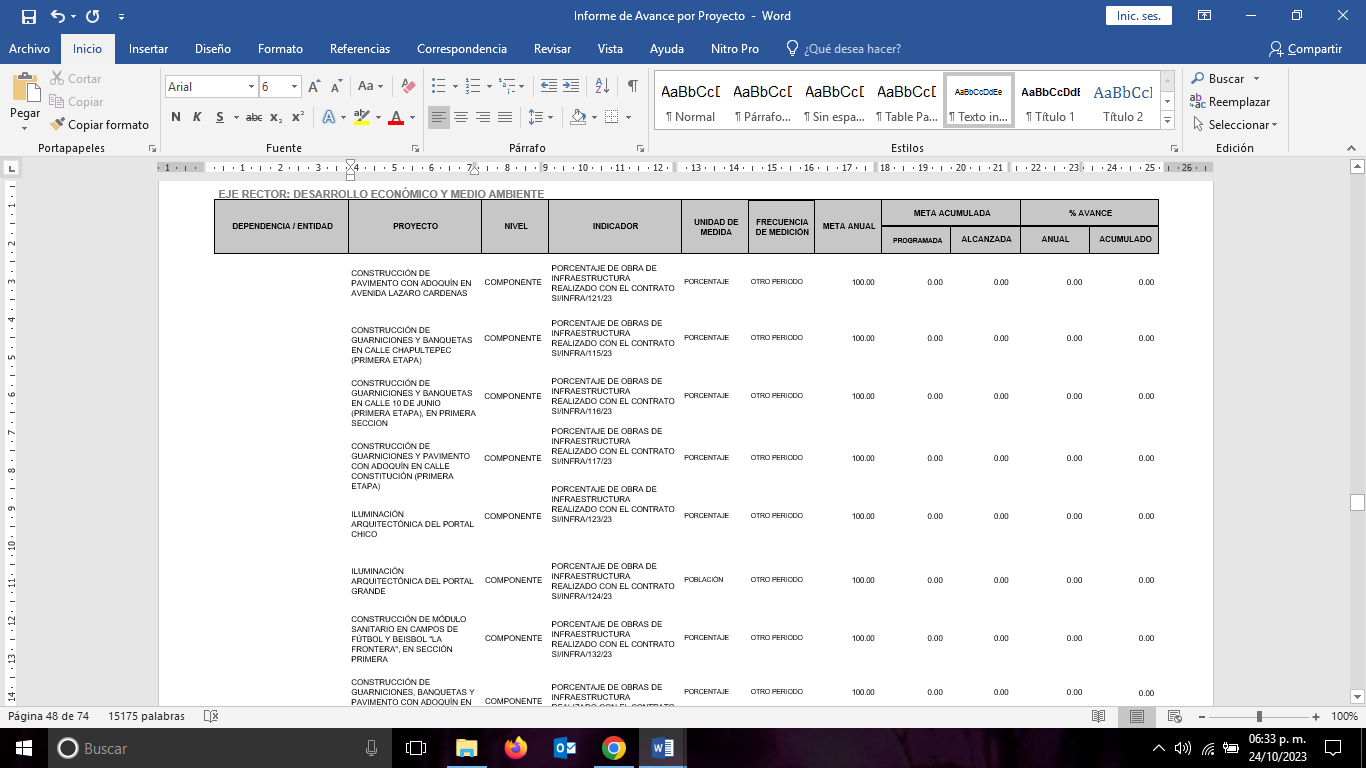 Informe de Avance por Proyecto - Word
Inic. ses.
Archivo Inicio Insertar Diseño Formato Referencias Correspondencia Revisar Vista Ayuda Nitro Pro ¿Qué desea hacer? Compartir
Pegar
Cortar
Copiar
Copiar formato
Portapapeles
Arial 6
N K S abc x₂ x²
Fuente
Párrafo
AaBbCcI AaBbCcI AaBbCcI AaBbCcI AaBbCcDdEe AaBbCcDdE AaBbCcI
¶ Normal ¶ Párrafo... ¶ Sin espa... ¶ Table Pa... ¶ Texto in... ¶ Título 1 Título 2
Estilos
Buscar
Reemplazar
Seleccionar
Edición
EJE RECTOR: DESARROLLO ECONÓMICO Y MEDIO AMBIENTE
DEPENDENCIA / ENTIDAD
PROYECTO
NIVEL
INDICADOR
UNIDAD DE
MEDIDA
FRECUENCIA
DE MEDICIÓN
META ANUAL
META ACUMULADA
PROGRAMADA ALCANZADA
% AVANCE
ANUAL ACUMULADO
CONSTRUCCIÓN DE
PAVIMENTO CON ADOQUÍN EN
AVENIDA LAZARO CARDENAS
COMPONENTE
PORCENTAJE DE OBRA DE
INFRAESTRUCTURA
REALIZADO CON EL CONTRATO
SI/INFRA/121/23
PORCENTAJE OTRO PERIODO 100.00 0.00 0.00 0.00 0.00
CONSTRUCCIÓN DE
GUARNICIONES Y BANQUETAS
EN CALLE CHAPULTEPEC
(PRIMERA ETAPA)
COMPONENTE
PORCENTAJE DE OBRAS DE
INFRAESTRUCTURA
REALIZADO CON EL CONTRATO
SI/INFRA/115/23
PORCENTAJE OTRO PERIODO 100.00 0.00 0.00 0.00 0.00
CONSTRUCCIÓN DE
GUARNICIONES Y BANQUETAS
EN CALLE 10 DE JUNIO
(PRIMERA ETAPA), EN PRIMERA
SECCION
COMPONENTE
PORCENTAJE DE OBRAS DE
INFRAESTRUCTURA
REALIZADO CON EL CONTRATO
SI/INFRA/116/23
PORCENTAJE OTRO PERIODO 100.00 0.00 0.00 0.00 0.00
CONSTRUCCIÓN DE
GUARNICIONES Y PAVIMENTO
CON ADOQUÍN EN CALLE
CONSTITUCIÓN (PRIMERA
ETAPA)
COMPONENTE
PORCENTAJE DE OBRAS DE
INFRAESTRUCTURA
REALIZADO CON EL CONTRATO
SI/INFRA/117/23
PORCENTAJE OTRO PERIODO 100.00 0.00 0.00 0.00 0.00
ILUMINACIÓN
ARQUITECTÓNICA DEL PORTAL
CHICO
COMPONENTE
PORCENTAJE DE OBRA DE
INFRAESTRUCTURA
REALIZADO CON EL CONTRATO
SI/INFRA/123/23
PORCENTAJE OTRO PERIODO 100.00 0.00 0.00 0.00 0.00
ILUMINACIÓN
ARQUITECTÓNICA DEL PORTAL
GRANDE
COMPONENTE
PORCENTAJE DE OBRA DE
INFRAESTRUCTURA
REALIZADO CON EL CONTRATO
SI/INFRA/124/23
POBLACIÓN OTRO PERIODO 100.00 0.00 0.00 0.00 0.00
CONSTRUCCIÓN DE MÓDULO
SANITARIO EN CAMPOS DE
FÚTBOL Y BEISBOL "LA
FRONTERA", EN SECCIÓN
PRIMERA
COMPONENTE
PORCENTAJE DE OBRAS DE
INFRAESTRUCTURA
REALIZADO CON EL CONTRATO
SI/INFRA/132/23
PORCENTAJE OTRO PERIODO 100.00 0.00 0.00 0.00 0.00
CONSTRUCCIÓN DE
GUARNICIONES, BANQUETAS Y
PAVIMENTO CON ADOQUÍN EN
COMPONENTE
PORCENTAJE DE OBRAS DE
INFRAESTRUCTURA
REALIZADO CON EL CONTRATO
PORCENTAJE OTRO PERIODO 100.00 0.00 0.00 0.00 0.00
Página 48 de 74 15175 palabras 100%
Buscar
06:33 p. m.
24/10/2023